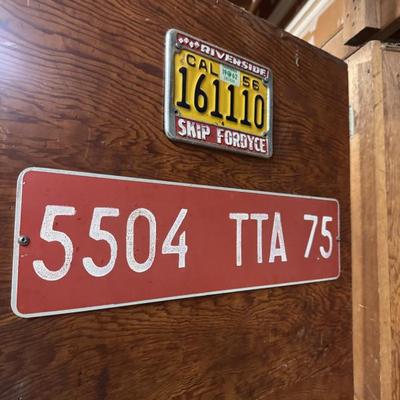 RIVERSIDE
CAL 56
161110
SKIP FORDYCE
5504 TTA 75